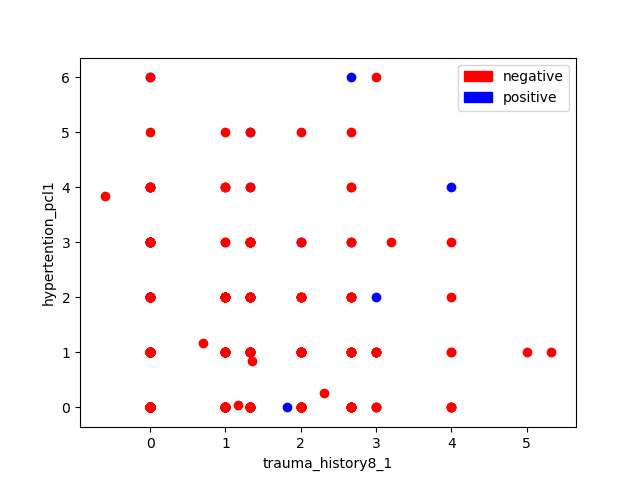 negative
positive
6
5
4
3
2
1
0
hypertention_pcl1
0 1 2 3 4 5
trauma_history8_1